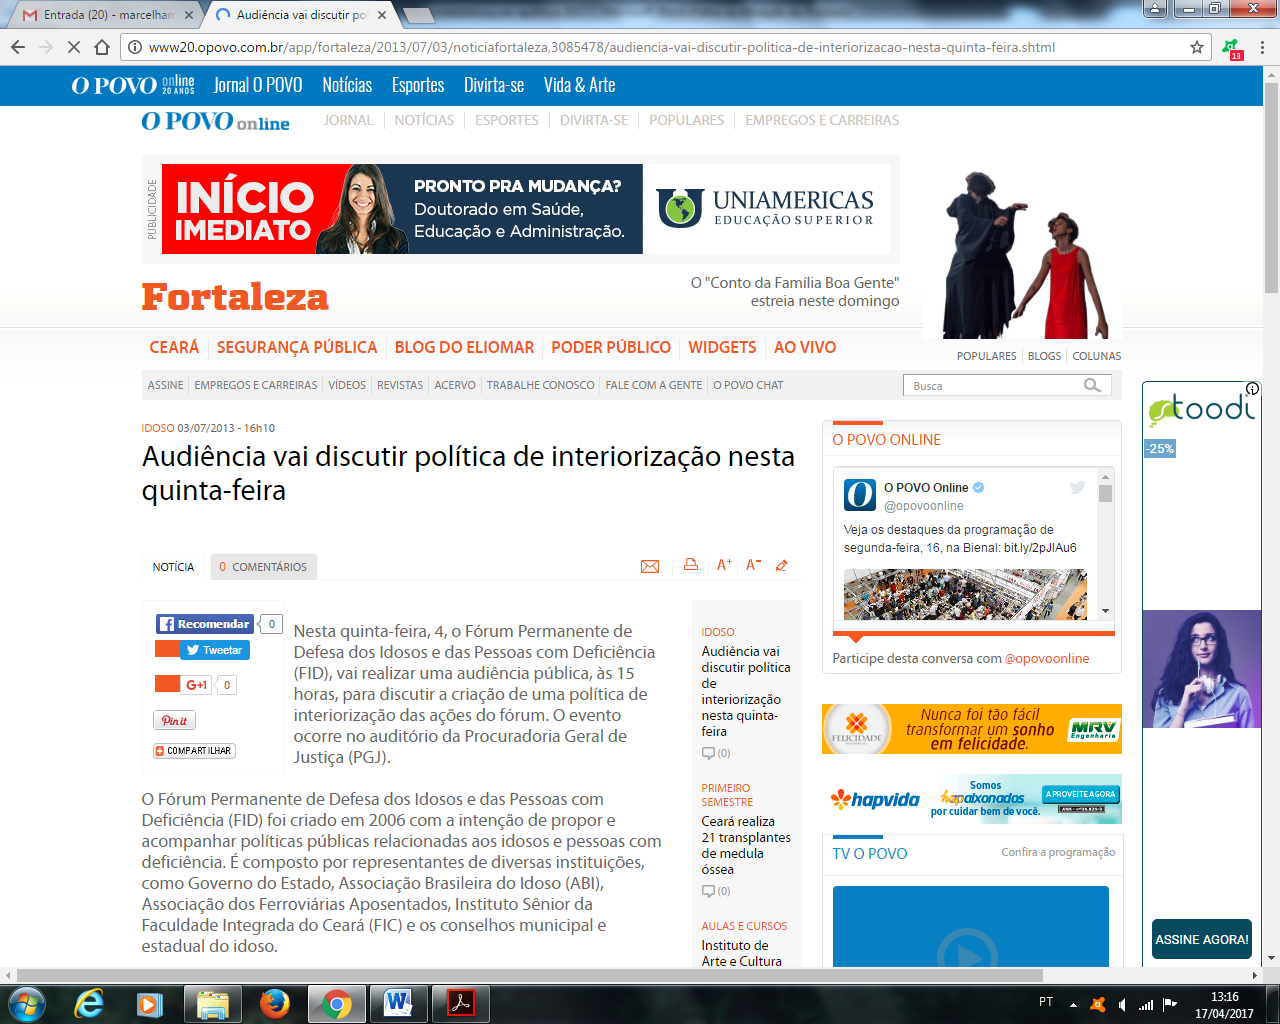 Entrada (20) - marcelham
Audiência vai discutir pol
www20.opovo.com.br/app/fortaleza/2013/07/03/noticiafortaleza,3085478/audiencia-vai-discutir-politica-de-interiorizacao-nesta-quinta-feira.shtml
13
O POVO online 20 ANOS
Jornal O POVO Notícias Esportes Divirta-se Vida & Arte
O POVO online
JORNAL NOTÍCIAS ESPORTES DIVIRTA-SE POPULARES EMPREGOS E CARREIRAS
PUBLICIDADE
INÍCIO
IMEDIATO
PRONTO PRA MUDANÇA?
Doutorado em Saúde,
Educação e Administração.
UNIAMERICAS
EDUCAÇÃO SUPERIOR
Fortaleza
O "Conto da Família Boa Gente"
estreia neste domingo
CEARÁ SEGURANÇA PÚBLICA BLOG DO ELIOMAR PODER PÚBLICO WIDGETS AO VIVO
POPULARES BLOGS COLUNAS
ASSINE EMPREGOS E CARREIRAS VÍDEOS REVISTAS ACERVO TRABALHE CONOSCO FALE COM A GENTE O POVO CHAT
Busca
IDOSO 03/07/2013 - 16h10
Audiência vai discutir política de interiorização nesta
quinta-feira
NOTÍCIA 0 COMENTÁRIOS
A+ A-
Recomendar 0
Tweetar
G+1 0
Pin it
COMPARTILHAR
Nesta quinta-feira, 4, o Fórum Permanente de
Defesa dos Idosos e das Pessoas com Deficiência
(FID), vai realizar uma audiência pública, às 15
horas, para discutir a criação de uma política de
interiorização das ações do fórum. O evento
ocorre no auditório da Procuradoria Geral de
Justiça (PGJ).
O Fórum Permanente de Defesa dos Idosos e das Pessoas com
Deficiência (FID) foi criado em 2006 com a intenção de propor e
acompanhar políticas públicas relacionadas aos idosos e pessoas com
deficiência. É composto por representantes de diversas instituições,
como Governo do Estado, Associação Brasileira do Idoso (ABI),
Associação dos Ferroviárias Aposentados, Instituto Sênior da
Faculdade Integrada do Ceará (FIC) e os conselhos municipal e
estadual do idoso.
IDOSO
Audiência vai
discutir política
de
interiorização
nesta quinta-
feira
(0)
PRIMEIRO
SEMESTRE
Ceará realiza
21 transplantes
de medula
óssea
(0)
AULAS E CURSOS
Instituto de
Arte e Cultura
O POVO ONLINE
O POVO Online
@opovoonline
Veja os destaques da programação de
segunda-feira, 16, na Bienal: bit.ly/2pJlAu6
Participe desta conversa com @opovoonline
FELICIDADE
Nunca foi tão fácil
transformar um sonho
em felicidade.
MRV
Engenharia
hapvida
Somos
hapaixonados
por cuidar bem de você.
APROVEITE AGORA
TV O POVO
Confira a programação
toodi
-25%
ASSINE AGORA!
PT
13:16
17/04/2017